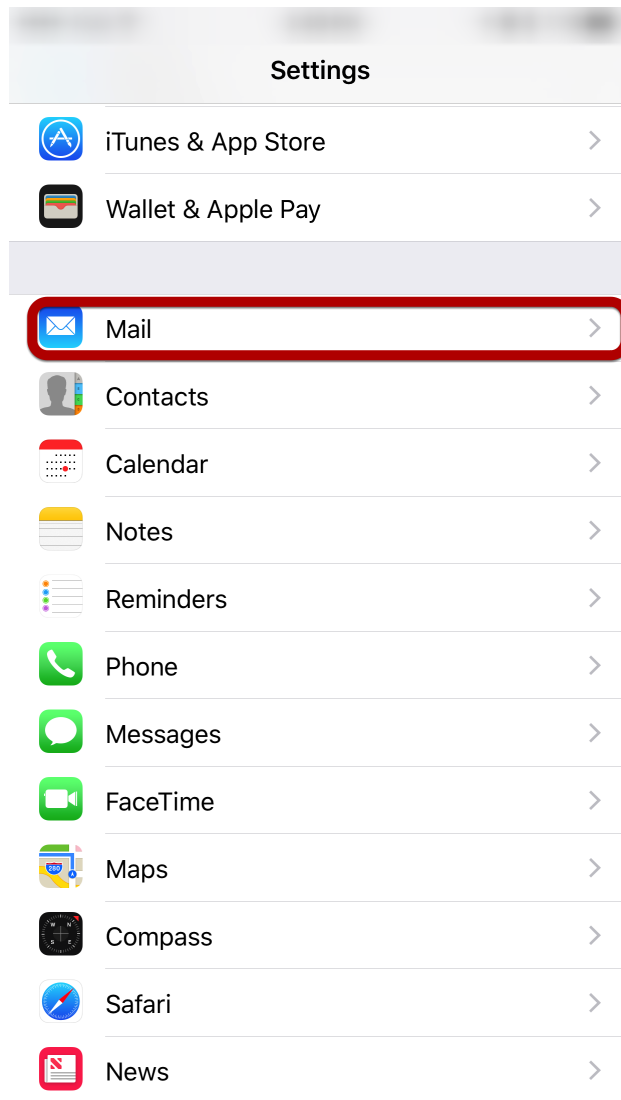 Settings
iTunes & App Store
Wallet & Apple Pay
Mail
Contacts
Calendar
Notes
Reminders
Phone
Messages
FaceTime
280
Maps
W N
S E
Compass
Safari
News